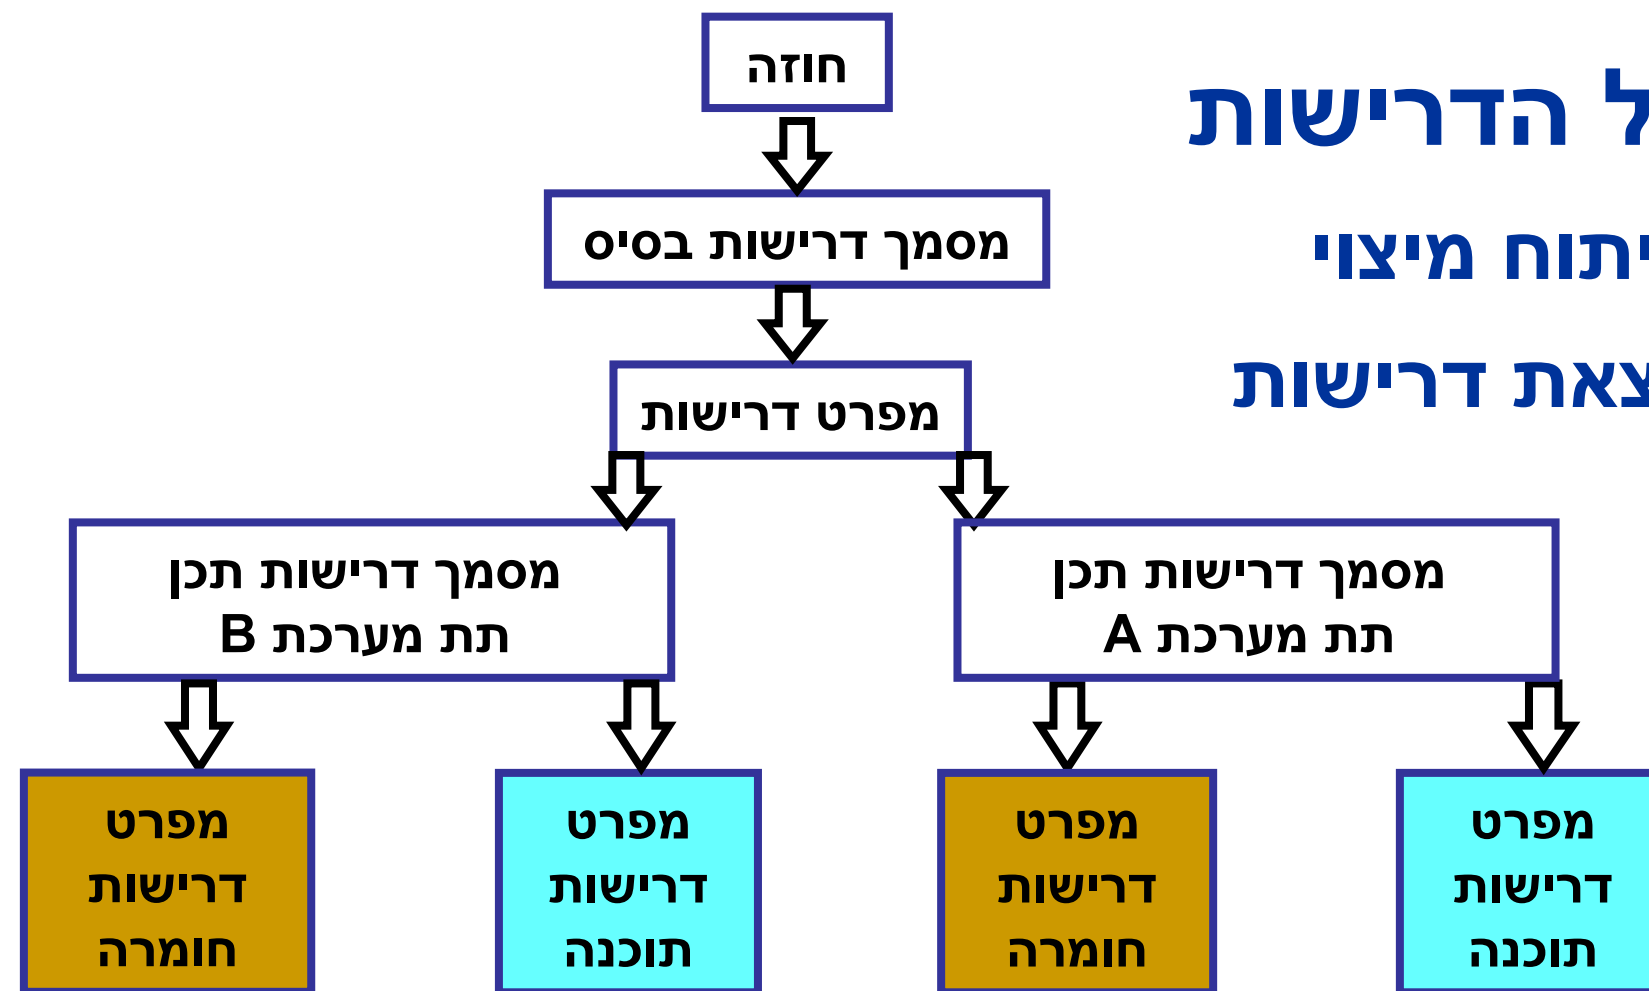 חוזה
ל הדרישות
מסמך דרישות בסיס
יתוח מיצוי
צאת דרישות
מפרט דרישות
מסמך דרישות תכן
תת מערכת A
מסמך דרישות תכן
תת מערכת B
מפרט
דרישות
תוכנה
מפרט
דרישות
חומרה
מפרט
דרישות
תוכנה
מפרט
דרישות
חומרה